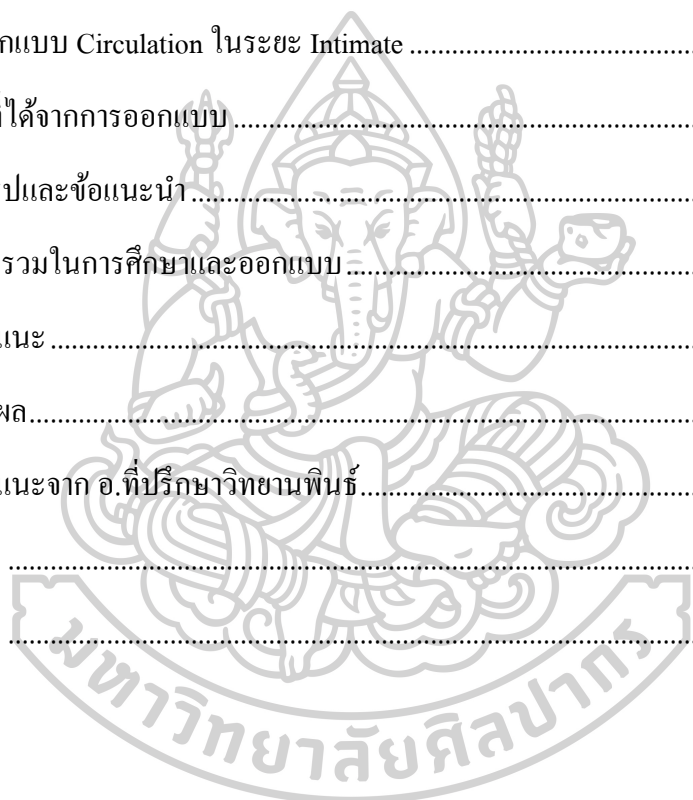 กแบบ Circulation ในระยะ Intimate ........................................
ที่ได้จากการออกแบบ .................................................................
ปและข้อแนะนำ .........................................................................
รวมในการศึกษาและออกแบบ ..................................................
แนะ ............................................................................................
ผล...............................................................................................
แนะจาก อ.ที่ปรึกษาวิทยานพินธ์ ................................................
...................................................................................................
...................................................................................................
มหาวิทยาลัยศิลปากร